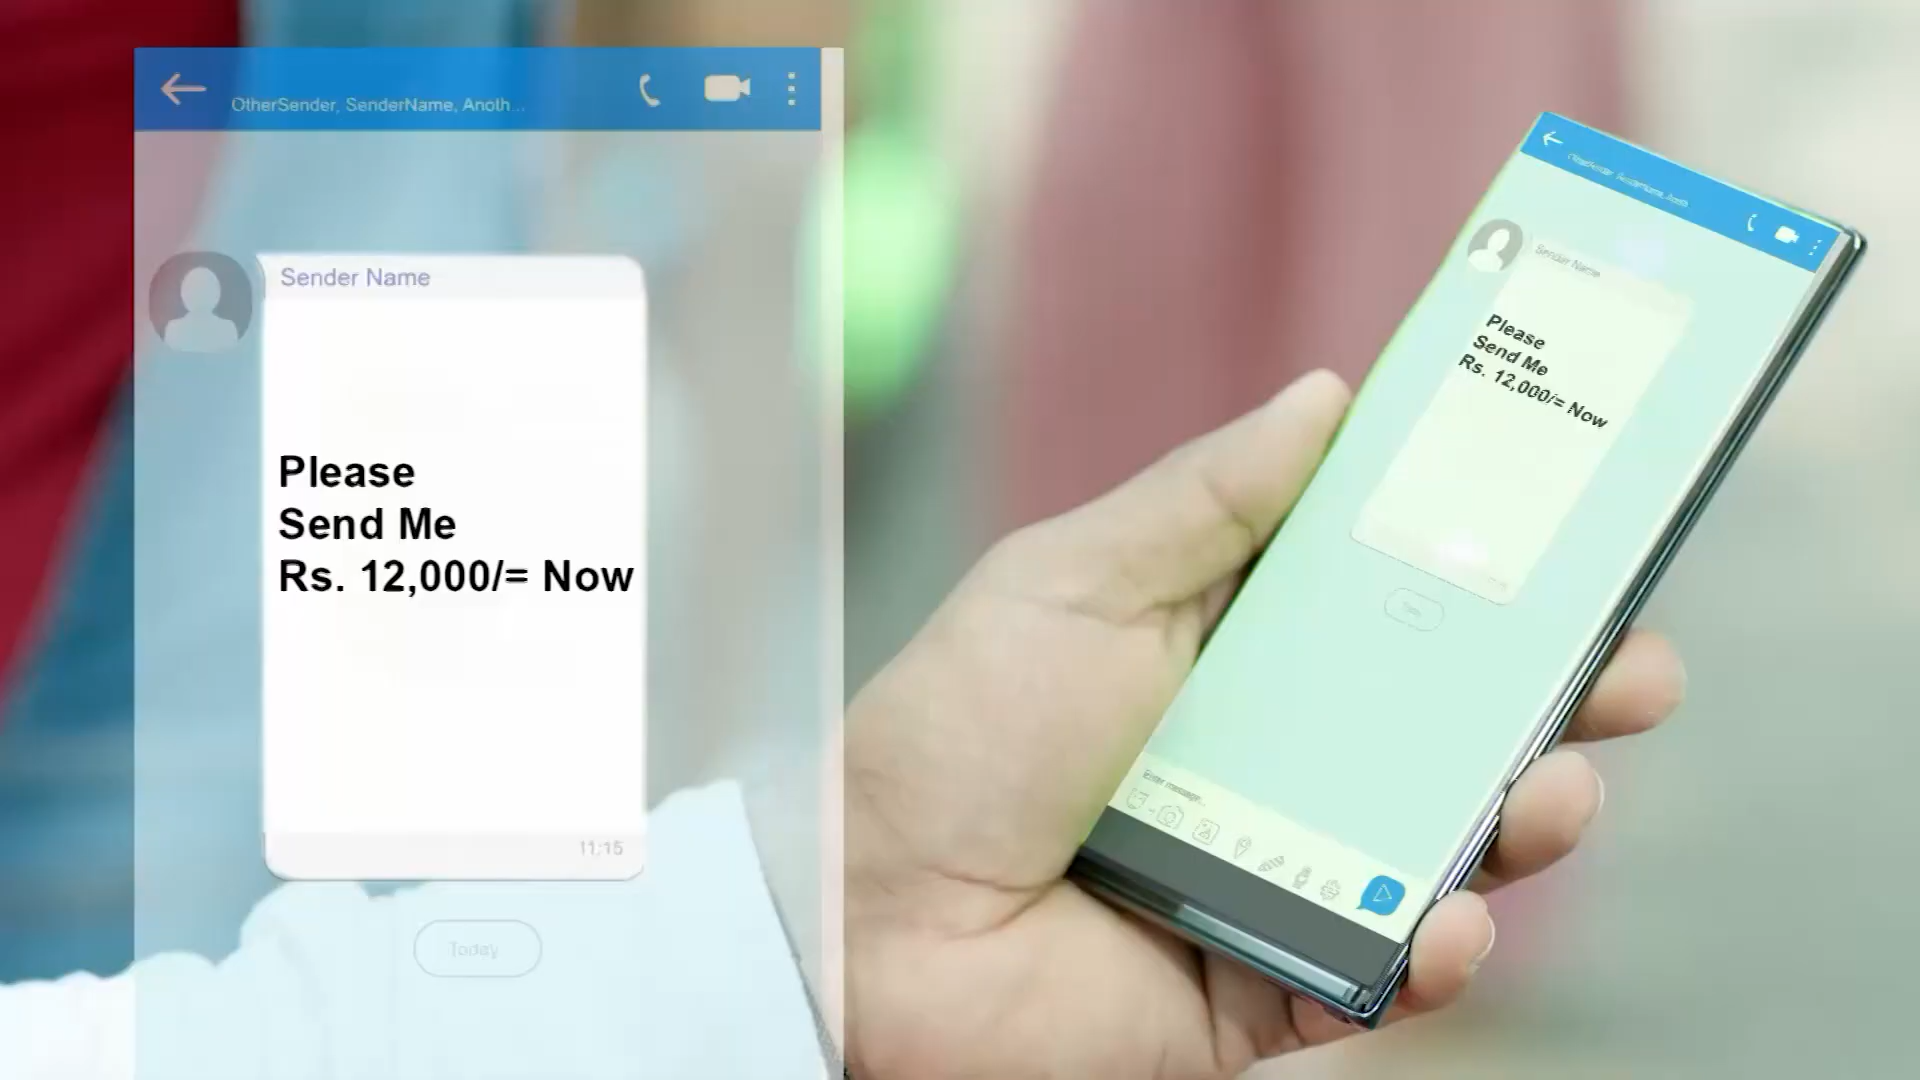 OtherSender, SenderName, Anoth...
Sender Name
Please
Send Me
Rs. 12,000/= Now
11:15
Today
Sender Name
Please
Send Me
Rs. 12,000/= Now
Enter message...